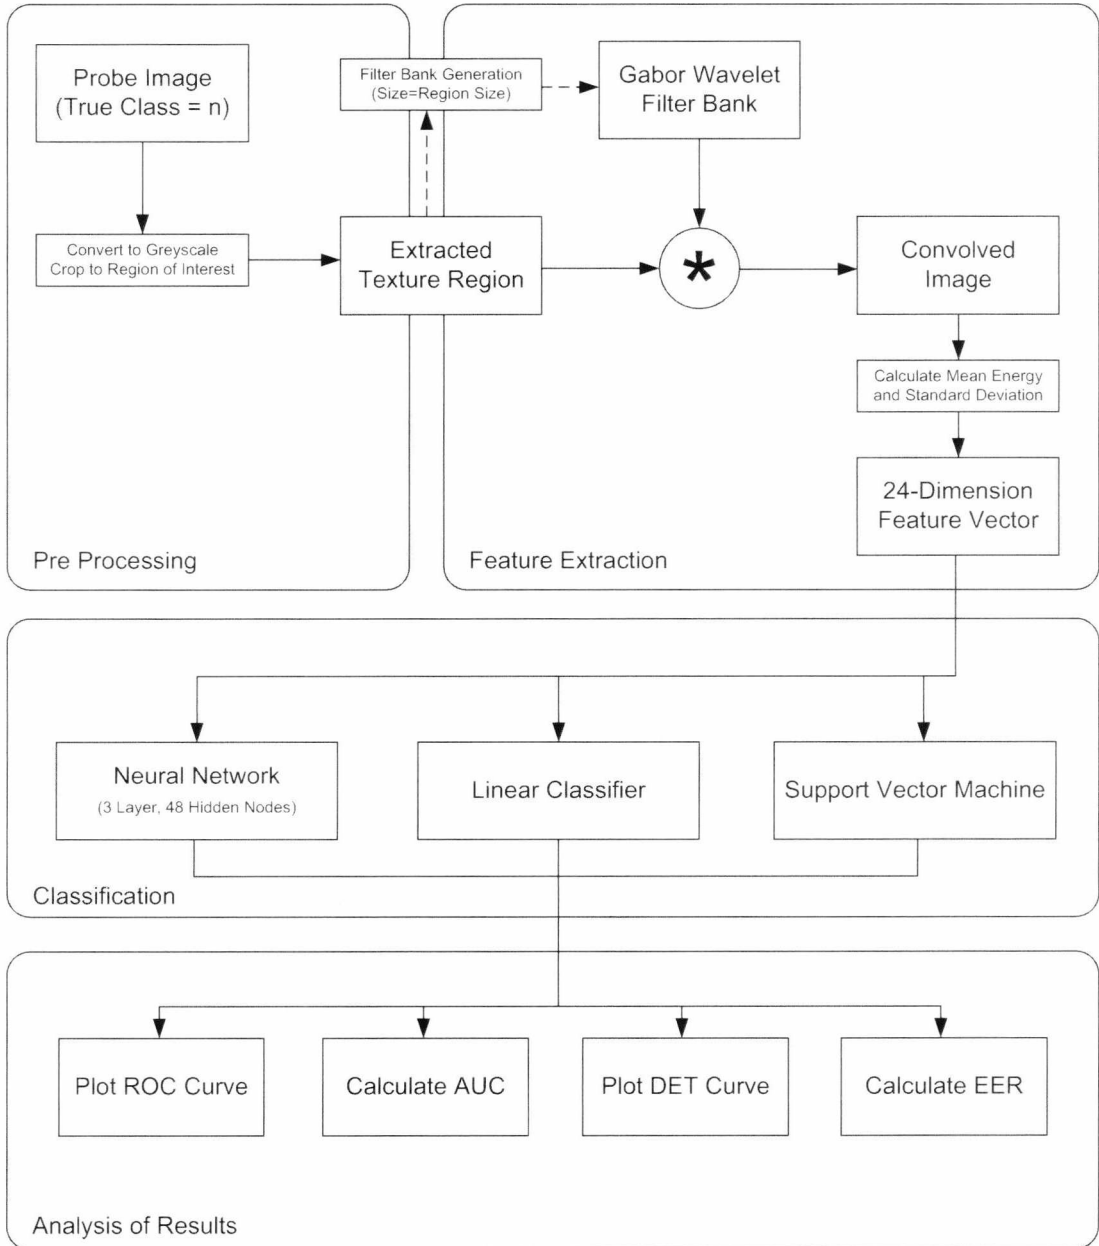 Probe Image
(True Class = n)
Filter Bank Generation
(Size=Region Size)
Gabor Wavelet
Filter Bank
Convert to Greyscale
Crop to Region of Interest
Extracted
Texture Region
*
Convolved
Image
Calculate Mean Energy
and Standard Deviation
24-Dimension
Feature Vector
Pre Processing
Feature Extraction
Neural Network
(3 Layer, 48 Hidden Nodes)
Linear Classifier
Support Vector Machine
Classification
Plot ROC Curve
Calculate AUC
Plot DET Curve
Calculate EER
Analysis of Results